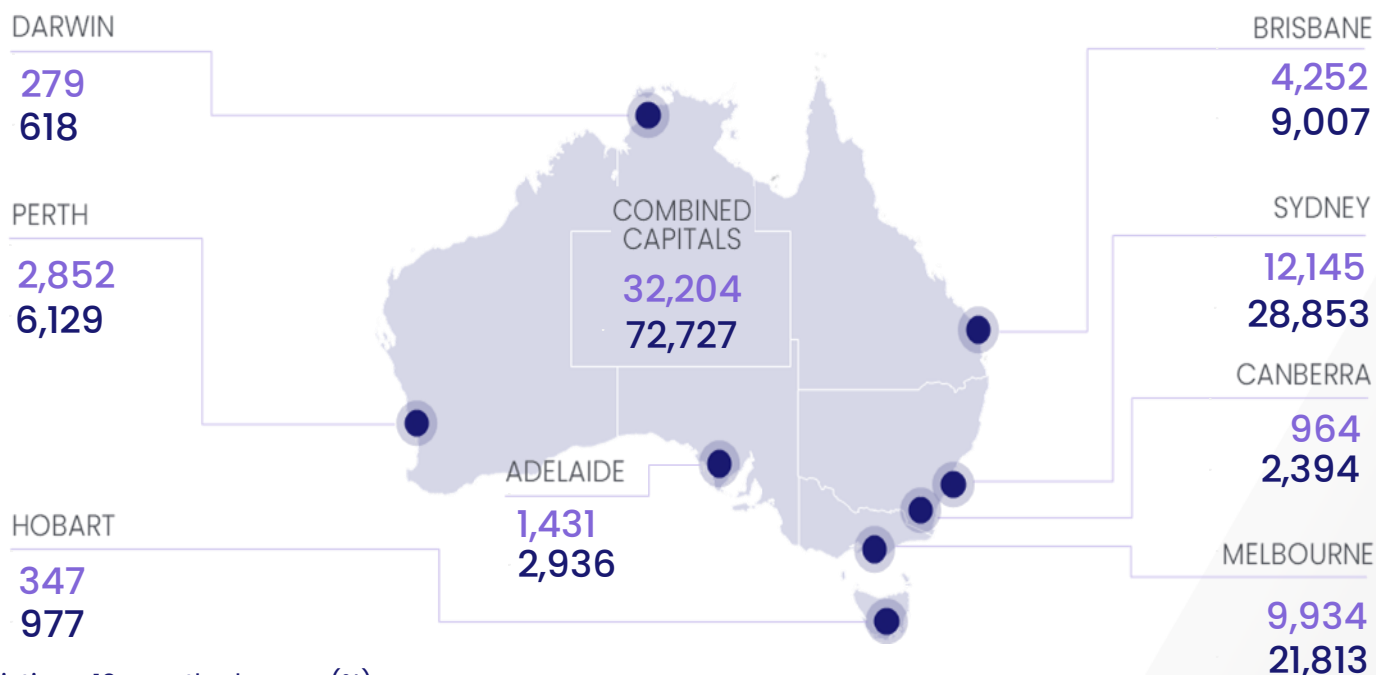 DARWIN
279
618
PERTH
2,852
6,129
HOBART
347
977
COMBINED
CAPITALS
32,204
72,727
ADELAIDE
1,431
2,936
BRISBANE
4,252
9,007
SYDNEY
12,145
28,853
CANBERRA
964
2,394
MELBOURNE
9,934
21,813